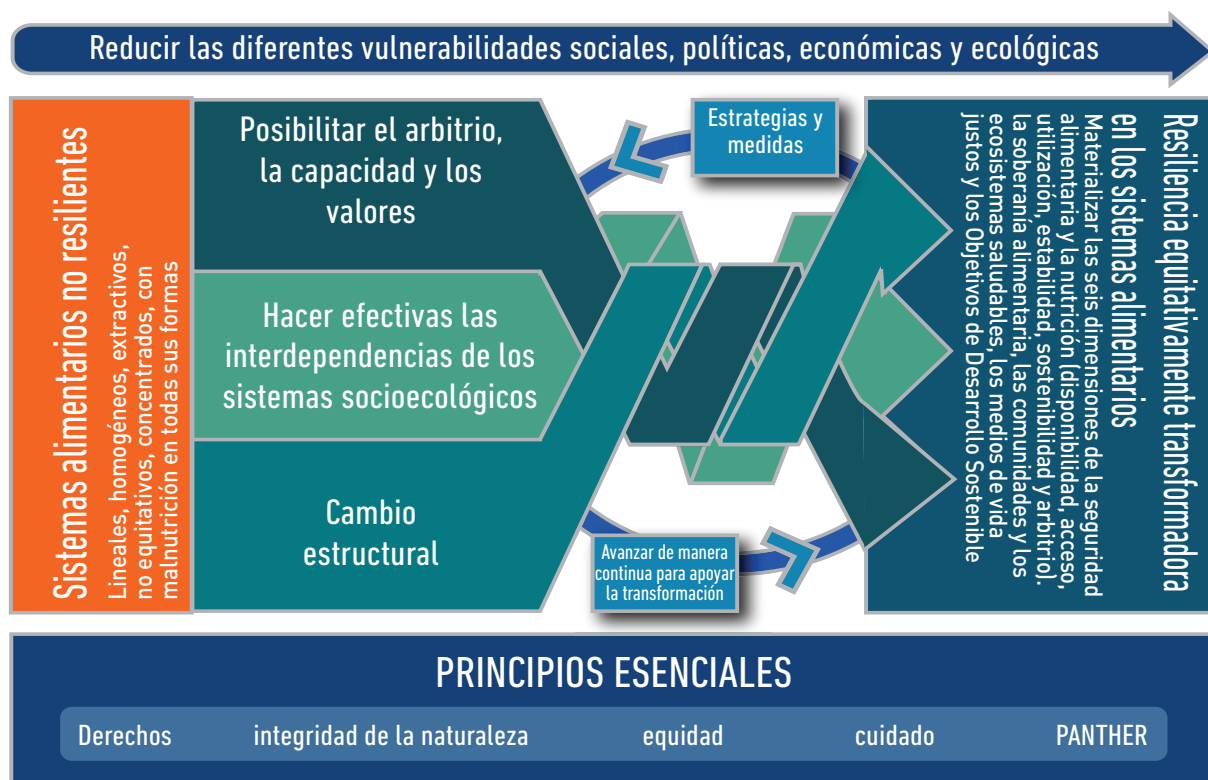 Reducir las diferentes vulnerabilidades sociales, políticas, económicas y ecológicas
Sistemas alimentarios no resilientes
Lineales, homogéneos, extractivos,
no equitativos, concentrados, con
malnutrición en todas sus formas
Posibilitar el arbitrio,
la capacidad y los
valores
Hacer efectivas las
interdependencias de los
sistemas socioecológicos
Cambio
estructural
Estrategias y
medidas
Avanzar de manera
continua para apoyar
la transformación
Resiliencia equitativamente transformadora
en los sistemas alimentarios
Materializar las seis dimensiones de la seguridad
alimentaria y la nutrición (disponibilidad, acceso,
utilización, estabilidad, sostenibilidad y arbitrio).
la soberanía alimentaria, las comunidades y los
ecosistemas saludables, los medios de vida
justos y los Objetivos de Desarrollo Sostenible
PRINCIPIOS ESENCIALES
Derechos integridad de la naturaleza equidad cuidado PANTHER